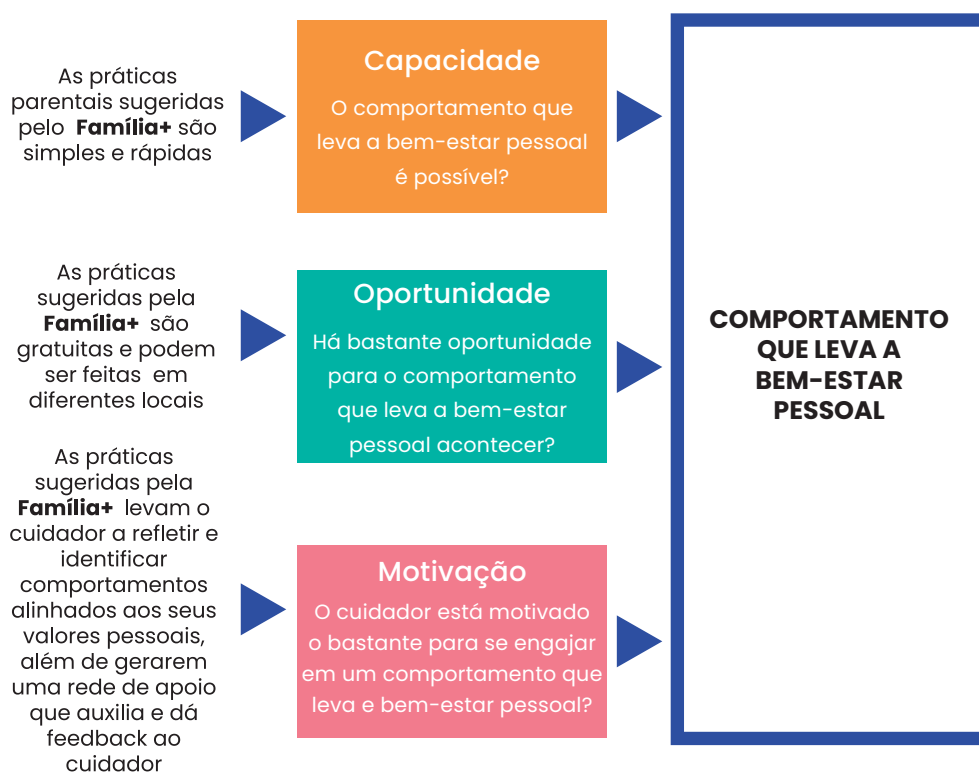 As práticas
parentais sugeridas
pelo Família+ são
simples e rápidas
Capacidade
O comportamento que
leva a bem-estar pessoal
é possível?
As práticas
sugeridas pela
Família+ são
gratuitas e podem
ser feitas em
diferentes locais
Oportunidade
Há bastante oportunidade
para o comportamento
que leva a bem-estar
pessoal acontecer?
As práticas
sugeridas pela
Família+ levam o
cuidador a refletir e
identificar
comportamentos
alinhados aos seus
valores pessoais,
além de gerarem
uma rede de apoio
que auxilia e dá
feedback ao
cuidador
Motivação
O cuidador está motivado
o bastante para se engajar
em um comportamento que
leva e bem-estar pessoal?
COMPORTAMENTO
QUE LEVA A
BEM-ESTAR
PESSOAL